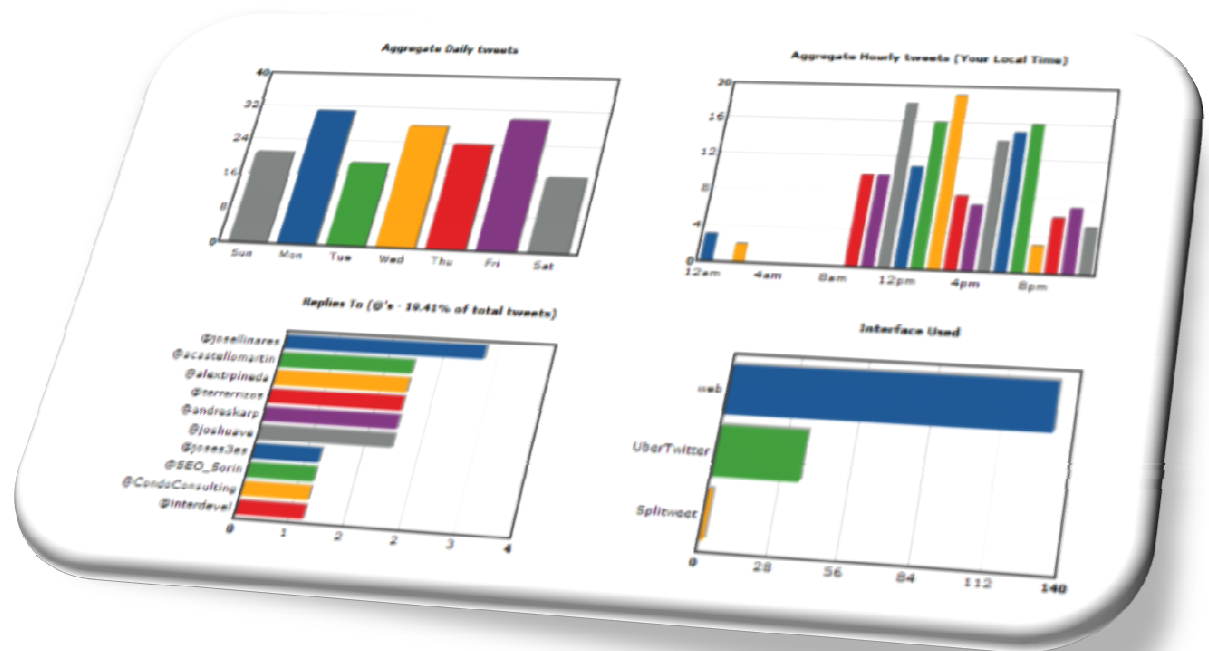 Aggregate Daily tweets
40
32
24
16
8
0
Sun Mon Tue Wed Thu Fri Sat
Aggregate Hourly tweets (Your Local Time)
20
16
12
8
4
0
12am 4am 8am 12pm 4pm 8pm
Replies To (@'s - 19.41% of total tweets)
@josellinares
@acastellomartin
@alextrpineda
@andreskarp
@joshuave
@joses3es
@SEO_Sorin
@CondoConsulting
@interdevel
0 1 2 2 3 4
Interface Used
web
UberTwitter
Splitweet
0 28 56 84 112 140